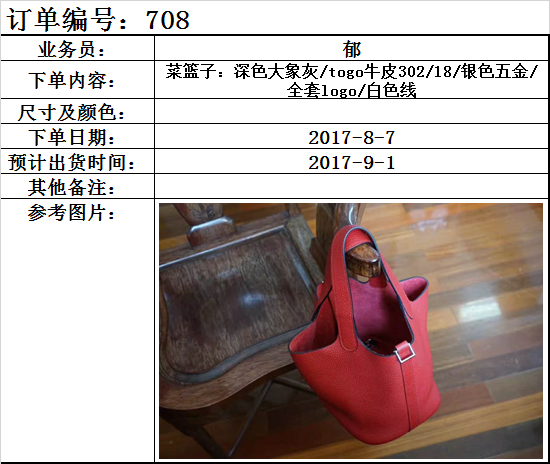 订单编号：708
业务员： 郁
下单内容： 菜篮子：深色大象灰/togo牛皮302/18/银色五金/
全套logo/白色线
尺寸及颜色：
下单日期： 2017-8-7
预计出货时间： 2017-9-1
其他备注：
参考图片：